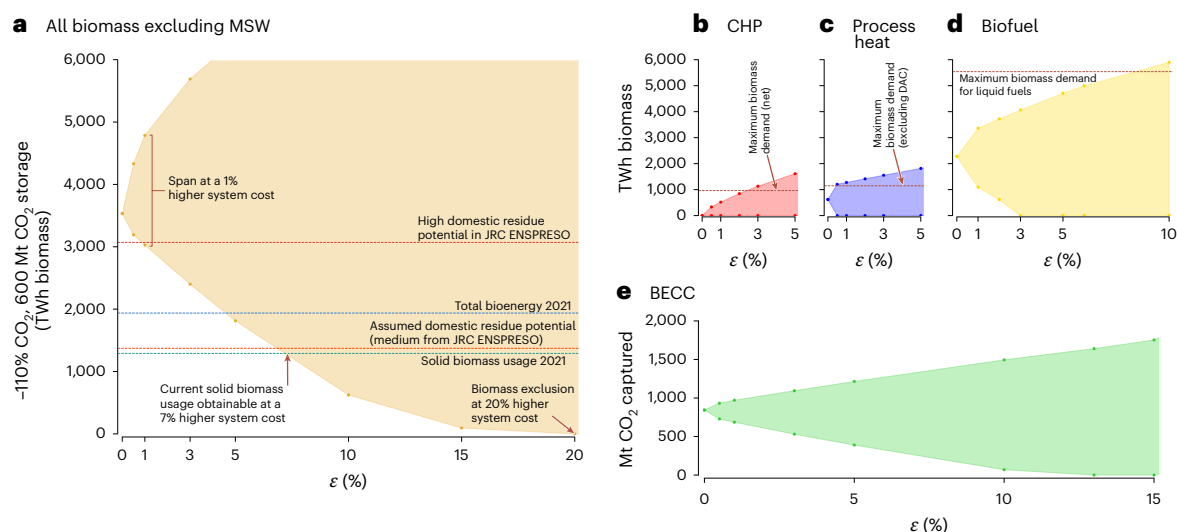 a All biomass excluding MSW
–110% CO2, 600 Mt CO2 storage
(TWh biomass)
6,000
5,000
4,000
3,000
2,000
1,000
0
Span at a 1%
higher system cost
High domestic residue
potential in JRC ENSPRESO
Total bioenergy 2021
Assumed domestic residue potential
(medium from JRC ENSPRESO)
Solid biomass usage 2021
Current solid biomass
usage obtainable at a
7% higher system cost
Biomass exclusion
at 20% higher
system cost
0 1 3 5 10 15 20
ε (%)
b CHP
TWh biomass
6,000
5,000
4,000
3,000
2,000
1,000
0
Maximum biomass
demand (net)
0 1 3 5
ε (%)
c Process
heat
Maximum
biomass demand
(excluding DAC)
0 1 3 5
ε (%)
d Biofuel
Maximum biomass demand
for liquid fuels
0 1 3 5 10
ε (%)
e BECC
Mt CO2 captured
2,000
1,500
1,000
500
0
0 5 10 15
ε (%)